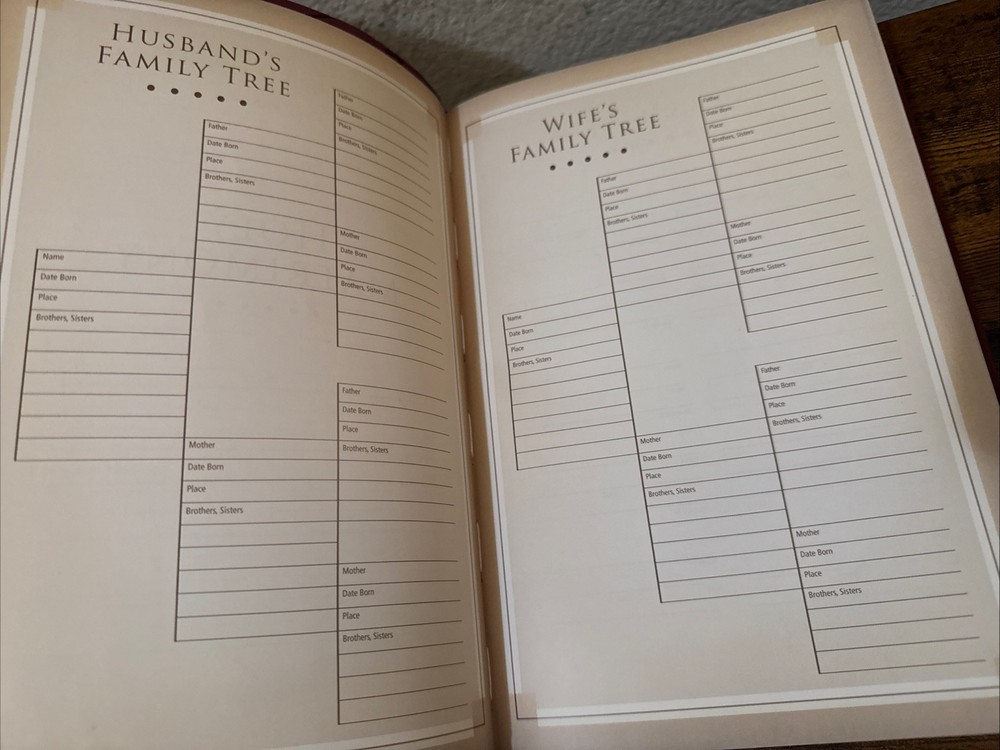 HUSBAND'S
FAMILY TREE
Name
Date Born
Place
Brothers, Sisters
Father
Date Born
Place
Brothers, Sisters
Mother
Date Born
Place
Brothers, Sisters
Father
Date Born
Place
Brothers, Sisters
Mother
Date Born
Place
Brothers, Sisters
Father
Date Born
Place
Brothers, Sisters
Mother
Date Born
Place
Brothers, Sisters
WIFE'S
FAMILY TREE
Name
Date Born
Place
Brothers, Sisters
Father
Date Born
Place
Brothers, Sisters
Mother
Date Born
Place
Brothers, Sisters
Father
Date Born
Place
Brothers, Sisters
Mother
Date Born
Place
Brothers, Sisters
Father
Date Born
Place
Brothers, Sisters
Mother
Date Born
Place
Brothers, Sisters